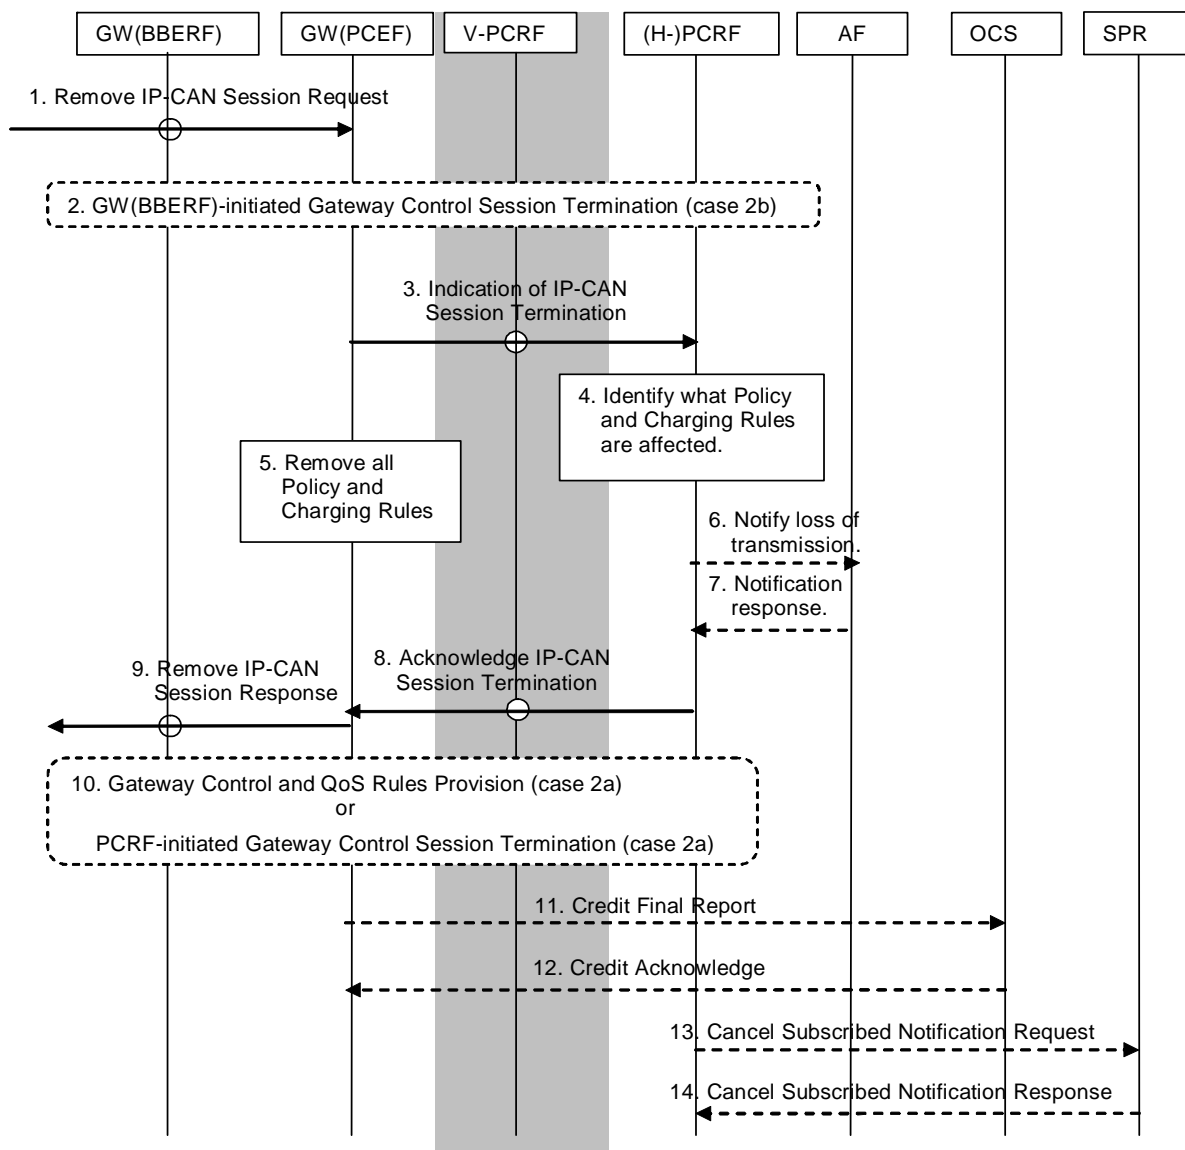 GW(BBERF) GW(PCEF) V-PCRF (H-)PCRF AF OCS SPR
1. Remove IP-CAN Session Request
2. GW(BBERF)-initiated Gateway Control Session Termination (case 2b)
3. Indication of IP-CAN
Session Termination
4. Identify what Policy
and Charging Rules
are affected.
5. Remove all
Policy and
Charging Rules
6. Notify loss of
transmission.
7. Notification
response.
8. Acknowledge IP-CAN
Session Termination
9. Remove IP-CAN
Session Response
10. Gateway Control and QoS Rules Provision (case 2a)
or
PCRF-initiated Gateway Control Session Termination (case 2a)
11. Credit Final Report
12. Credit Acknowledge
13. Cancel Subscribed Notification Request
14. Cancel Subscribed Notification Response